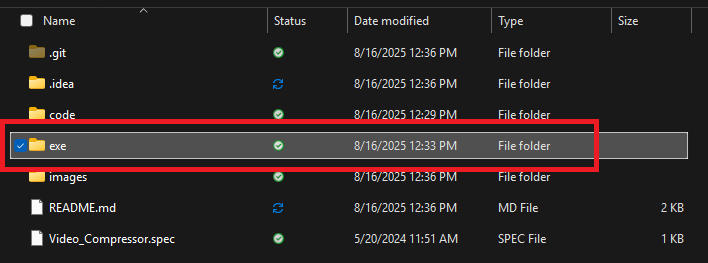 Name Status Date modified Type Size
.git 8/16/2025 12:36 PM File folder
.idea 8/16/2025 12:36 PM File folder
code 8/16/2025 12:29 PM File folder
exe 8/16/2025 12:33 PM File folder
images 8/16/2025 12:36 PM File folder
README.md 8/16/2025 12:36 PM MD File 2 KB
Video_Compressor.spec 5/20/2024 11:51 AM SPEC File 1 KB